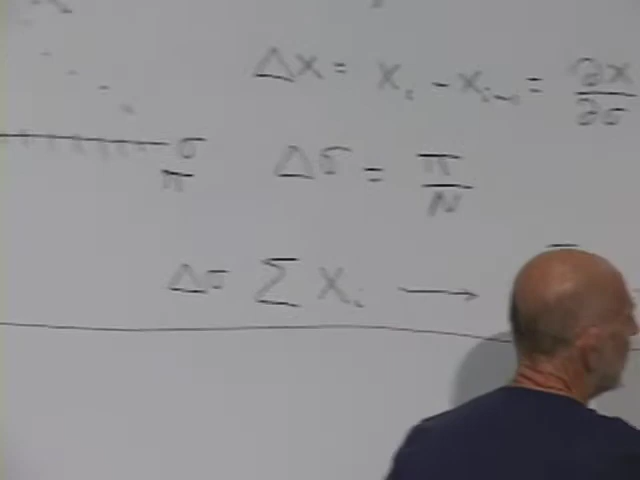 Δx = x_i - x_{i-1} = ∂x/∂σ
σ
π
Δσ = π/N
Δσ Σ x_i →